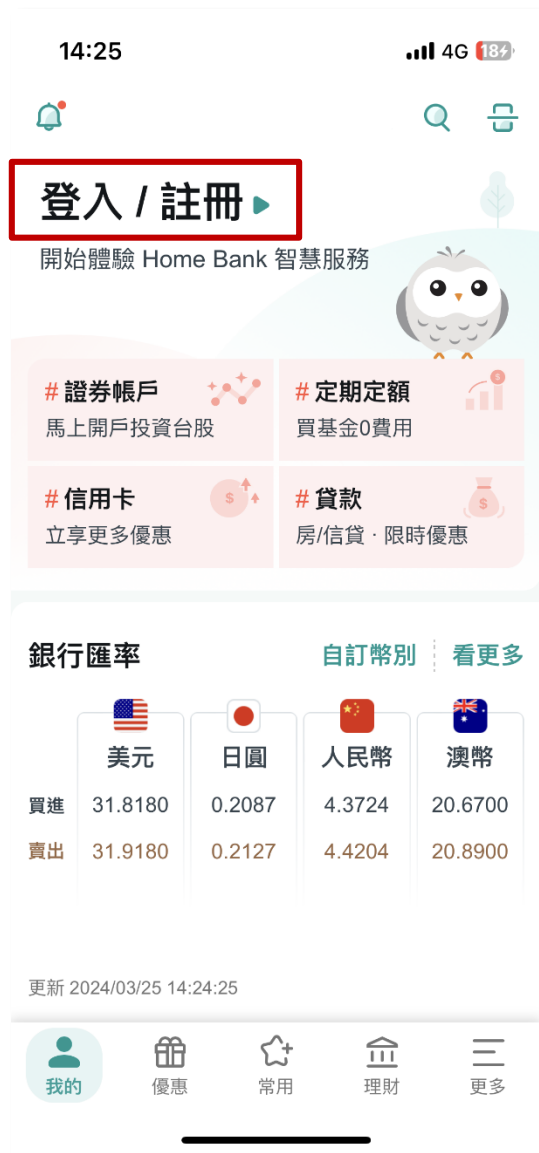 14:25 4G 18
登入 / 註冊
開始體驗 Home Bank 智慧服務
#證券帳戶
馬上開戶投資台股
#定期定額
買基金0費用
#信用卡
$
立享更多優惠
#貸款
$
房/信貸 · 限時優惠
銀行匯率 自訂幣別 看更多
美元 日圓 人民幣 澳幣
買進 31.8180 0.2087 4.3724 20.6700
賣出 31.9180 0.2127 4.4204 20.8900
更新 2024/03/25 14:24:25
我的 優惠 常用 理財 更多